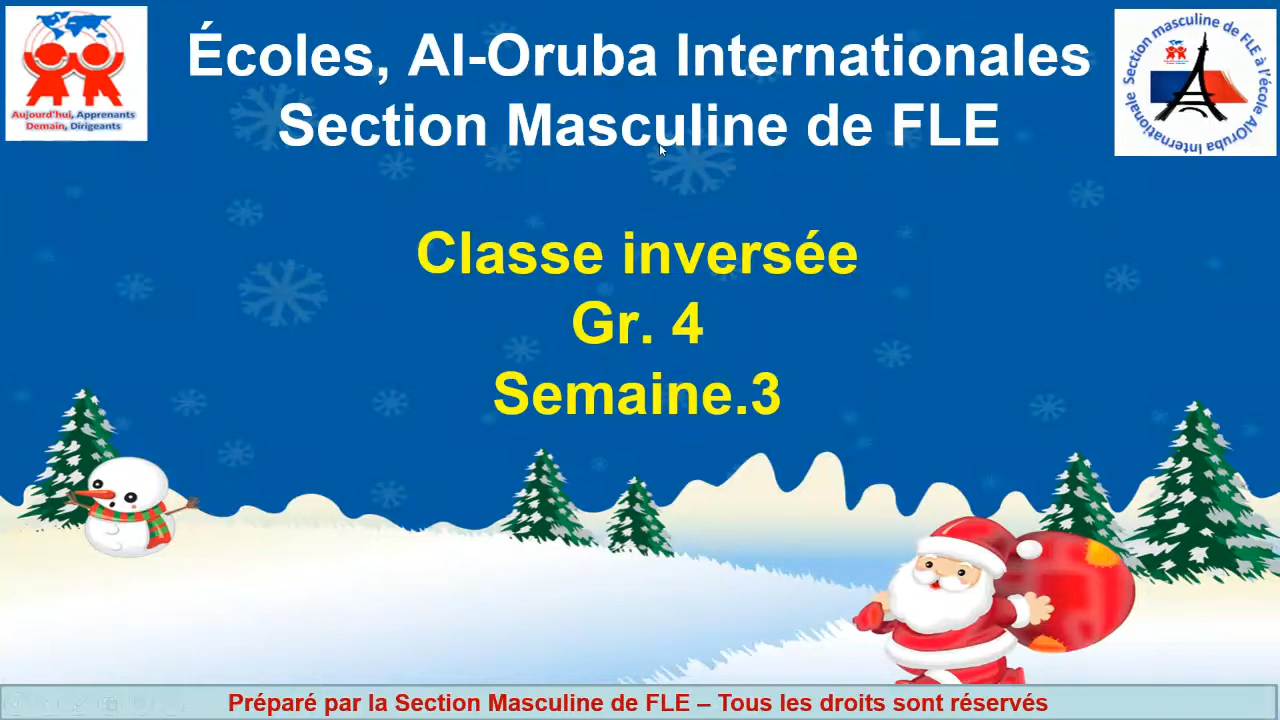 Écoles, Al-Oruba Internationales
Section Masculine de FLE
Aujourd'hui, Apprenants
Demain, Dirigeants
Section masculine de FLE à l'école AlOruba Internationale
Classe inversée
Gr. 4
Semaine.3
Préparé par la Section Masculine de FLE – Tous les droits sont réservés